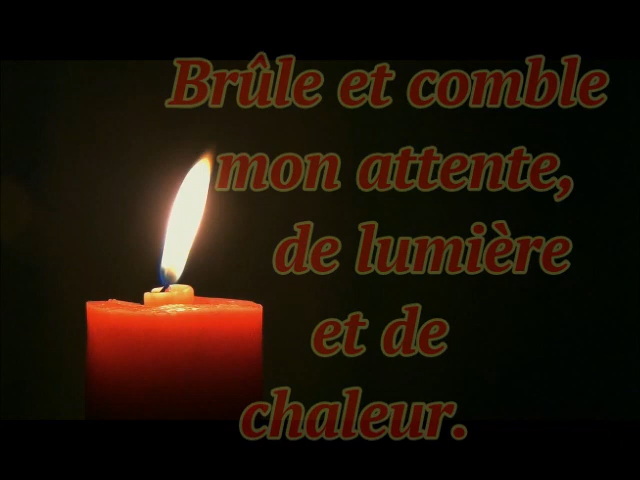 Brûle et comble
mon attente,
de lumière
et de
chaleur.